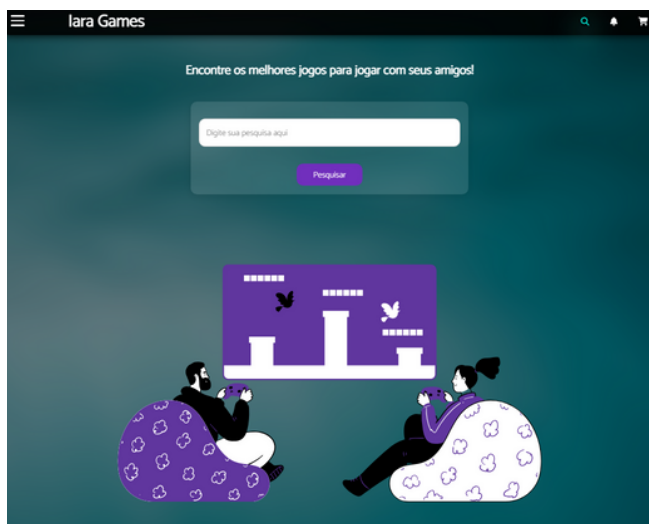 Iara Games
Encontre os melhores jogos para jogar com seus amigos!
Digite sua pesquisa aqui
Pesquisar